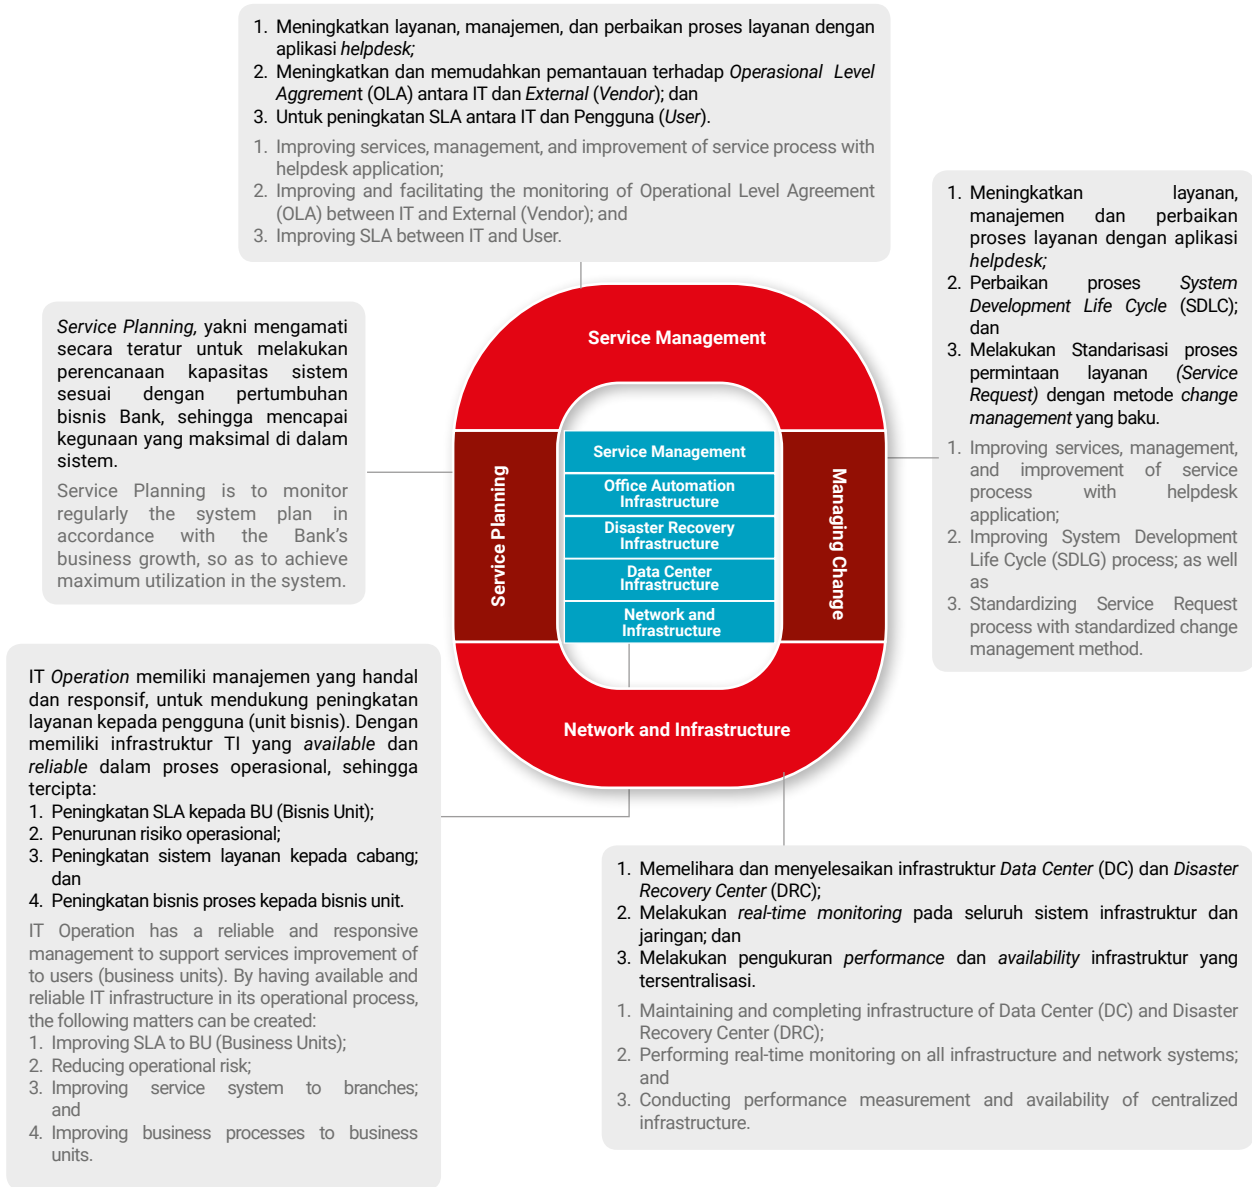 1. Meningkatkan layanan, manajemen, dan perbaikan proses layanan dengan
aplikasi helpdesk;
2. Meningkatkan dan memudahkan pemantauan terhadap Operasional Level
Aggrement (OLA) antara IT dan External (Vendor); dan
3. Untuk peningkatan SLA antara IT dan Pengguna (User).
1. Improving services, management, and improvement of service process with
helpdesk application;
2. Improving and facilitating the monitoring of Operational Level Agreement
(OLA) between IT and External (Vendor); and
3. Improving SLA between IT and User.
1. Meningkatkan layanan,
manajemen dan perbaikan
proses layanan dengan aplikasi
helpdesk;
2. Perbaikan proses System
Development Life Cycle (SDLC);
dan
3. Melakukan Standarisasi proses
permintaan layanan (Service
Request) dengan metode change
management yang baku.
1. Improving services, management,
and improvement of service
process with helpdesk
application;
2. Improving System Development
Life Cycle (SDLG) process; as well
as
3. Standardizing Service Request
process with standardized change
management method.
Service Planning, yakni mengamati
secara teratur untuk melakukan
perencanaan kapasitas sistem
sesuai dengan pertumbuhan
bisnis Bank, sehingga mencapai
kegunaan yang maksimal di dalam
sistem.
Service Planning is to monitor
regularly the system plan in
accordance with the Bank's
business growth, so as to achieve
maximum utilization in the system.
Service Management
Service Planning
Service Management
Office Automation
Infrastructure
Disaster Recovery
Infrastructure
Data Center
Infrastructure
Network and
Infrastructure
Managing Change
Network and Infrastructure
IT Operation memiliki manajemen yang handal
dan responsif, untuk mendukung peningkatan
layanan kepada pengguna (unit bisnis). Dengan
memiliki infrastruktur TI yang available dan
reliable dalam proses operasional, sehingga
tercipta:
1. Peningkatan SLA kepada BU (Bisnis Unit);
2. Penurunan risiko operasional;
3. Peningkatan sistem layanan kepada cabang;
dan
4. Peningkatan bisnis proses kepada bisnis unit.
IT Operation has a reliable and responsive
management to support services improvement of
to users (business units). By having available and
reliable IT infrastructure in its operational process,
the following matters can be created:
1. Improving SLA to BU (Business Units);
2. Reducing operational risk;
3. Improving service system to branches;
and
4. Improving business processes to business
units.
1. Memelihara dan menyelesaikan infrastruktur Data Center (DC) dan Disaster
Recovery Center (DRC);
2. Melakukan real-time monitoring pada seluruh sistem infrastruktur dan
jaringan; dan
3. Melakukan pengukuran performance dan availability infrastruktur yang
tersentralisasi.
1. Maintaining and completing infrastructure of Data Center (DC) and Disaster
Recovery Center (DRC);
2. Performing real-time monitoring on all infrastructure and network systems;
and
3. Conducting performance measurement and availability of centralized
infrastructure.